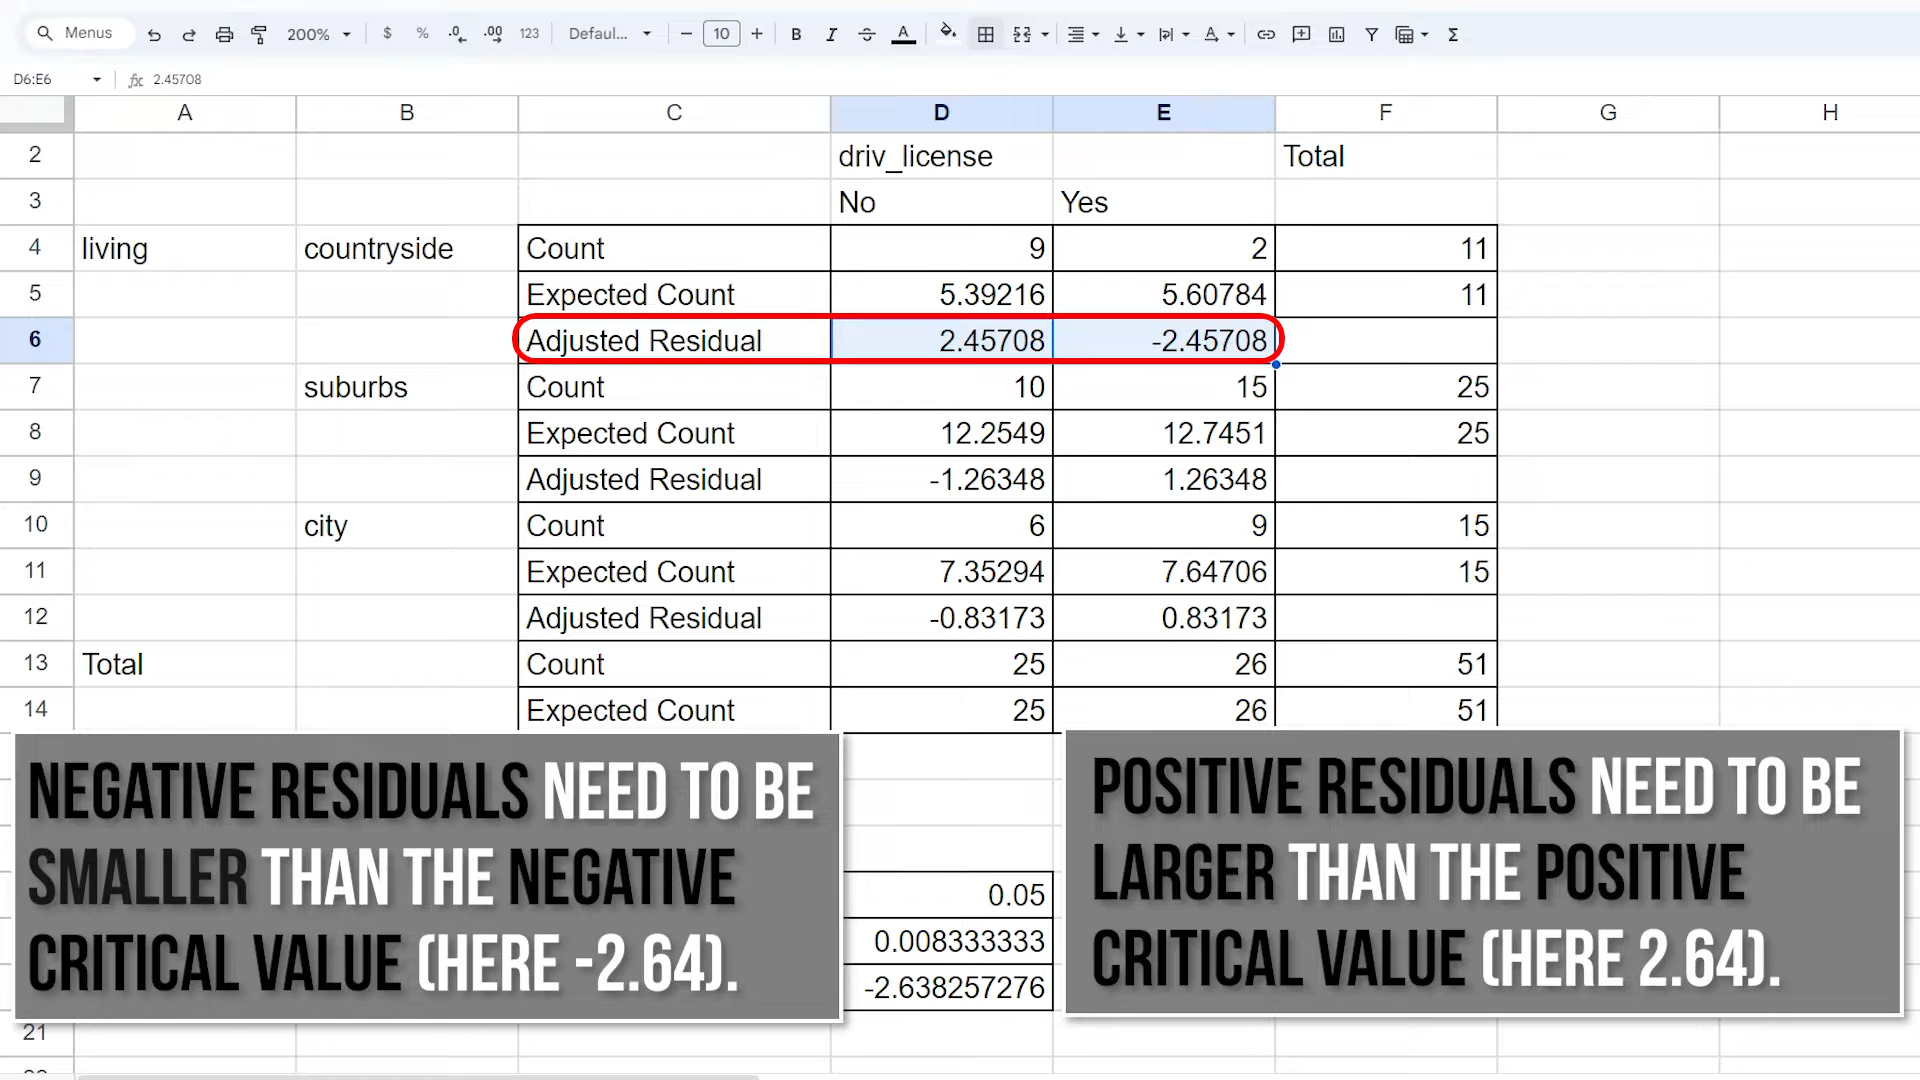 Menus 200% $ % .0 .00 123 Defaul... 10 B I A Σ
D6:E6 fx 2.45708
A B C D E F G H
2 driv_license Total
3 No Yes
4 living countryside Count 9 2 11
5 Expected Count 5.39216 5.60784 11
6 Adjusted Residual 2.45708 -2.45708
7 suburbs Count 10 15 25
8 Expected Count 12.2549 12.7451 25
9 Adjusted Residual -1.26348 1.26348
10 city Count 6 9 15
11 Expected Count 7.35294 7.64706 15
12 Adjusted Residual -0.83173 0.83173
13 Total Count 25 26 51
14 Expected Count 25 26 51
NEGATIVE RESIDUALS NEED TO BE
SMALLER THAN THE NEGATIVE
CRITICAL VALUE (HERE -2.64).
0.05
0.008333333
-2.638257276
POSITIVE RESIDUALS NEED TO BE
LARGER THAN THE POSITIVE
CRITICAL VALUE (HERE 2.64).
21